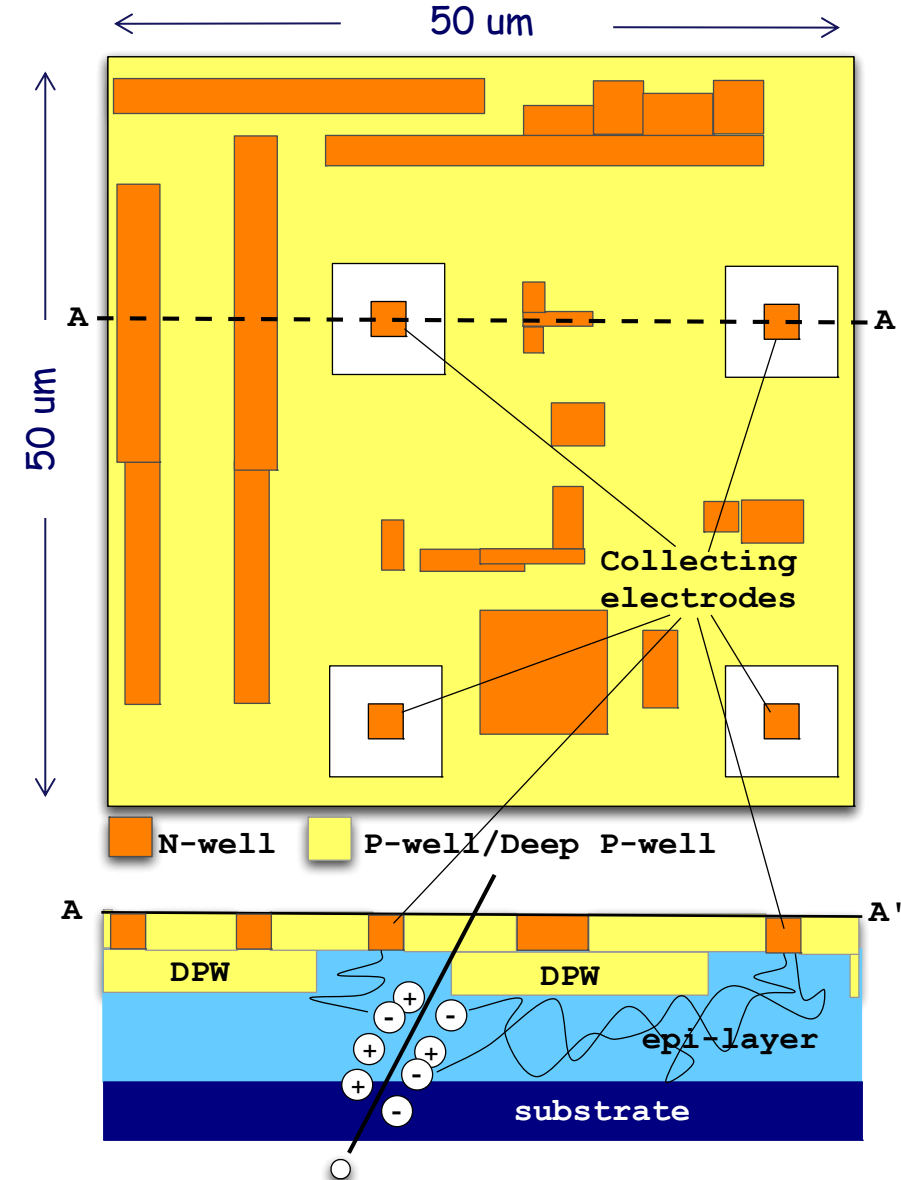 50 um
50 um
A
A
Collecting
electrodes
N-well
P-well/Deep P-well
A
A'
DPW
DPW
+
-
-
epi-layer
+
+
-
+
-
substrate